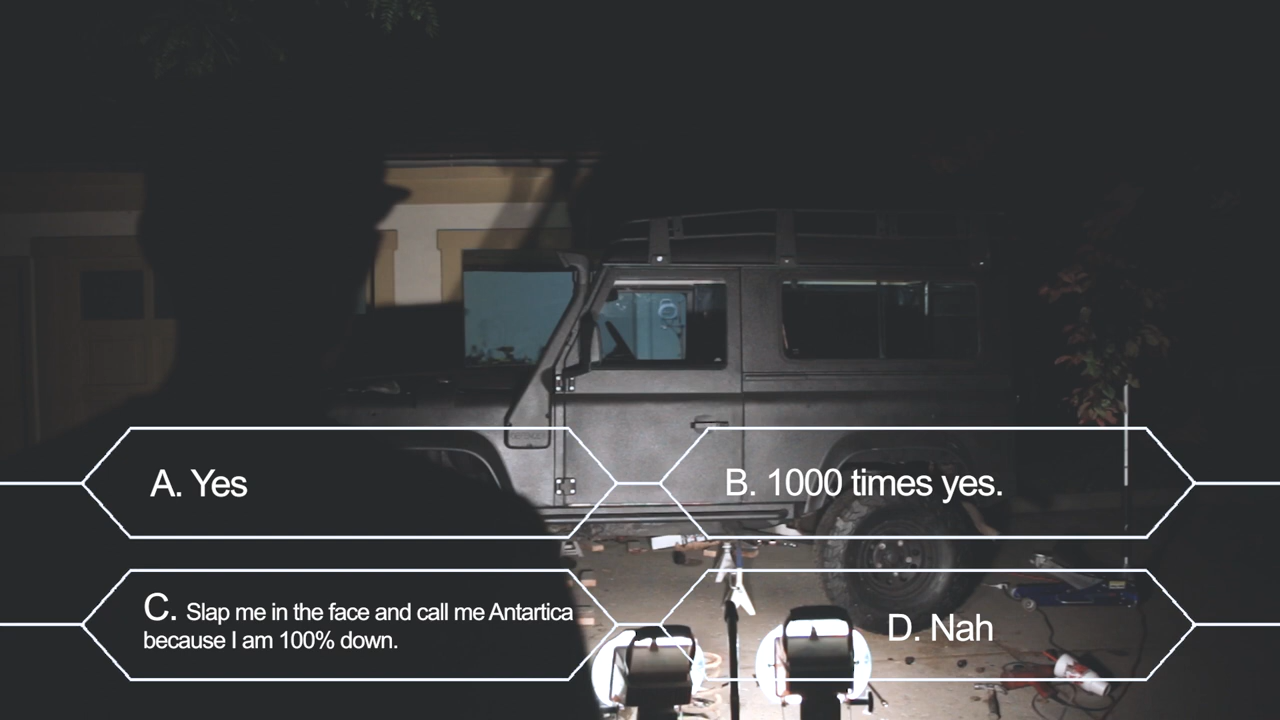 A. Yes
B. 1000 times yes.
C. Slap me in the face and call me Antartica
because I am 100% down.
D. Nah